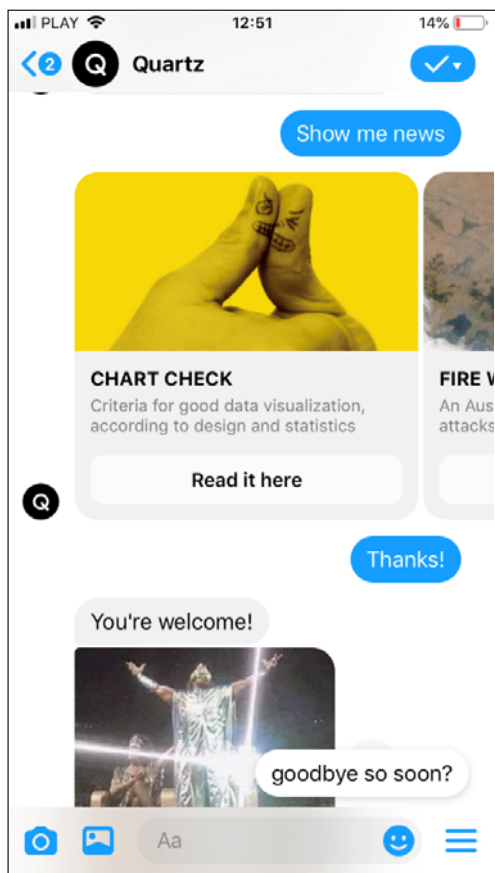 PLAY 12:51 14%
2 Q Quartz
Show me news
CHART CHECK
Criteria for good data visualization,
according to design and statistics
Read it here
FIRE
An Aus
attacks
Q
Thanks!
You're welcome!
goodbye so soon?
Aa